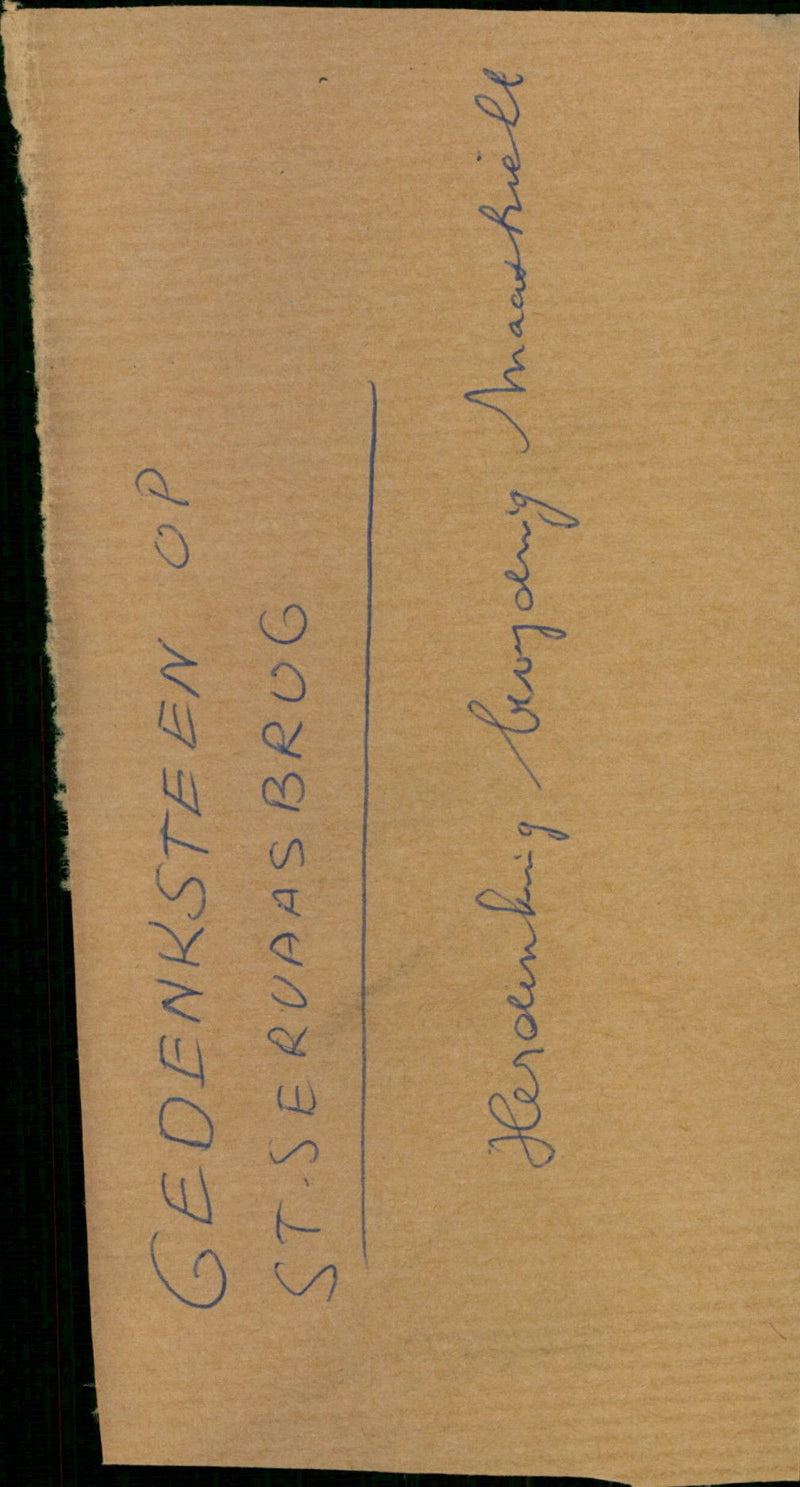 GEDENKSTEEN OP
ST. SERVAASBRUG
Herdenking bevrijding Maastricht